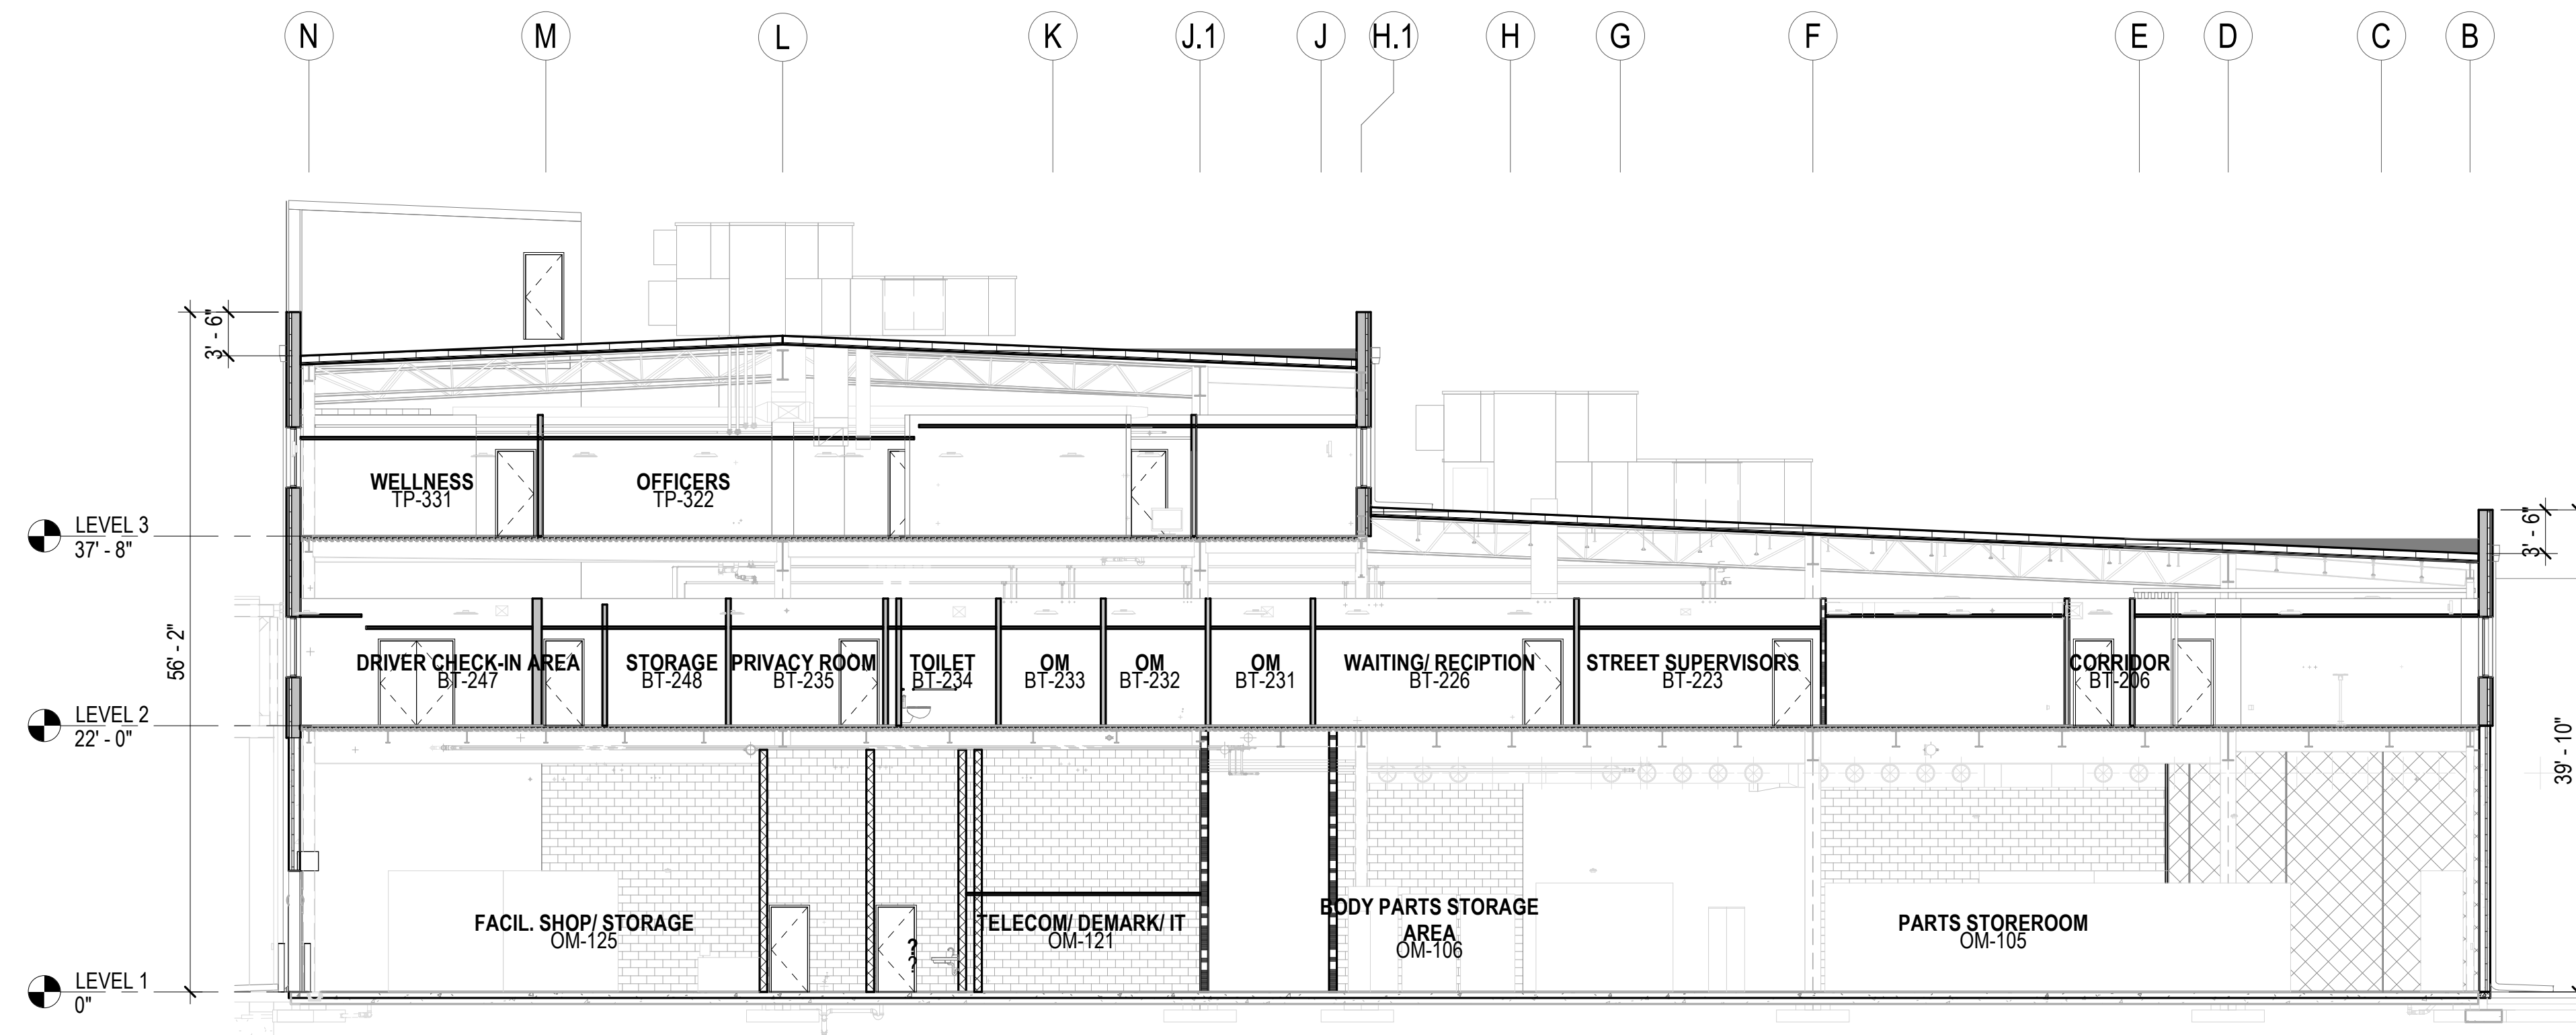 N
M
L
K
J.1
J
H.1
H
G
F
E
D
C
B
3' - 6"
56' - 2"
WELLNESS
TP-331
OFFICERS
TP-322
LEVEL 3
37' - 8"
3' - 6"
39' - 10"
DRIVER CHECK-IN AREA
BT-247
STORAGE
BT-248
PRIVACY ROOM
BT-235
TOILET
BT-234
OM
BT-233
OM
BT-232
OM
BT-231
WAITING/ RECIPTION
BT-226
STREET SUPERVISORS
BT-223
CORRIDOR
BT-206
LEVEL 2
22' - 0"
FACIL. SHOP/ STORAGE
OM-125
?
?
TELECOM/ DEMARK/ IT
OM-121
BODY PARTS STORAGE
AREA
OM-106
PARTS STOREROOM
OM-105
LEVEL 1
0"